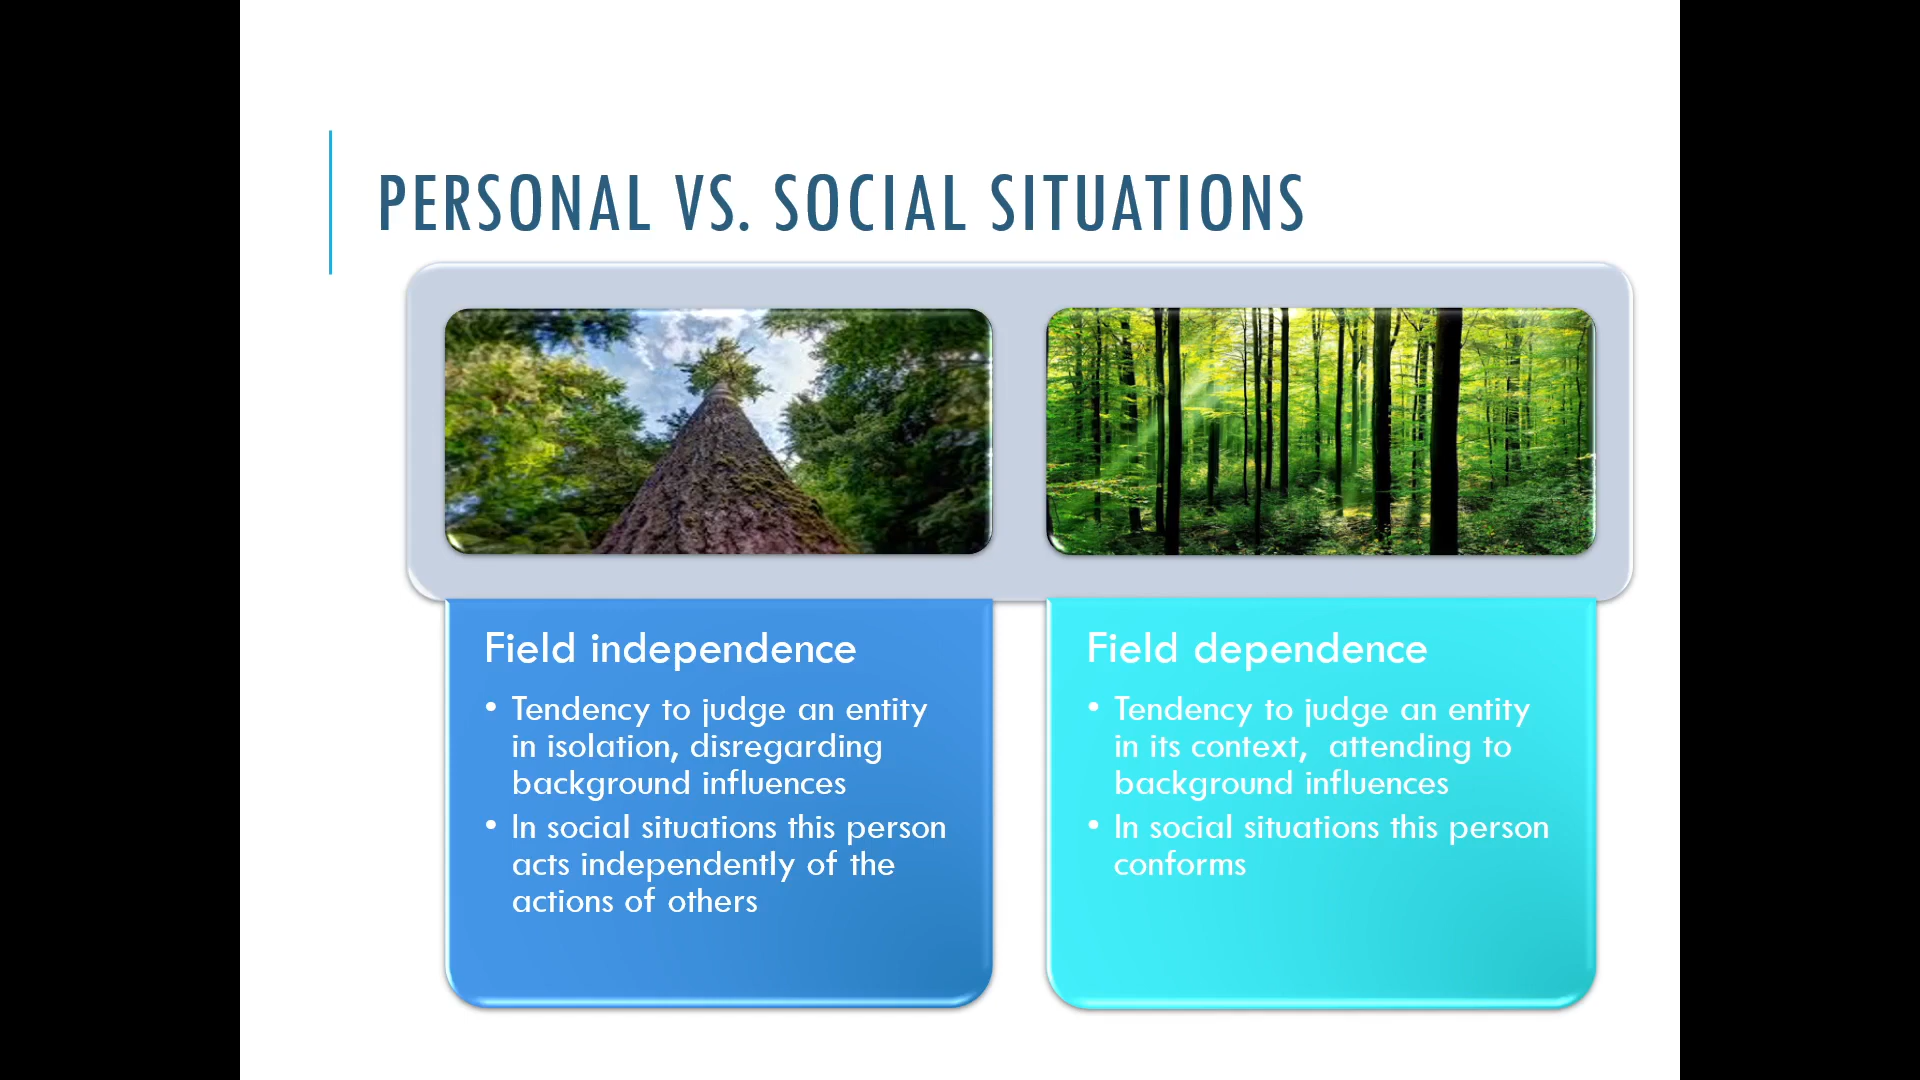 PERSONAL VS. SOCIAL SITUATIONS
Field independence
• Tendency to judge an entity
in isolation, disregarding
background influences
• In social situations this person
acts independently of the
actions of others
Field dependence
• Tendency to judge an entity
in its context,  attending to
background influences
• In social situations this person
conforms